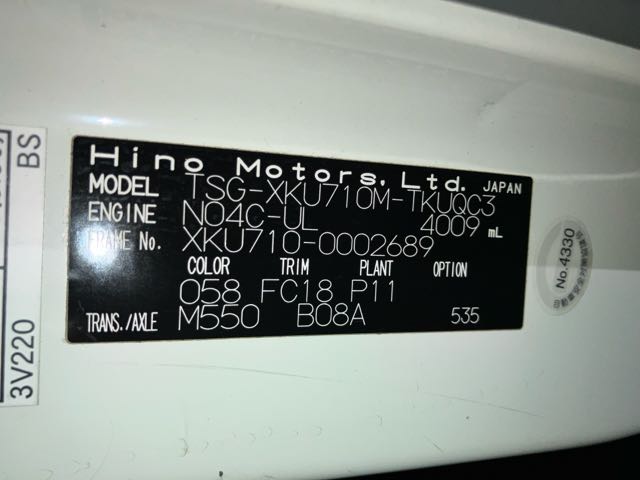 Hino Motors, Ltd. JAPAN
MODEL TSG-XKU710M-TKUQC3
ENGINE N04C-UL 4009 mL
FRAME No. XKU710-0002689
COLOR TRIM PLANT OPTION
058 FC18 P11
TRANS./AXLE M550 B08A 535
BS
3V220
No.4330